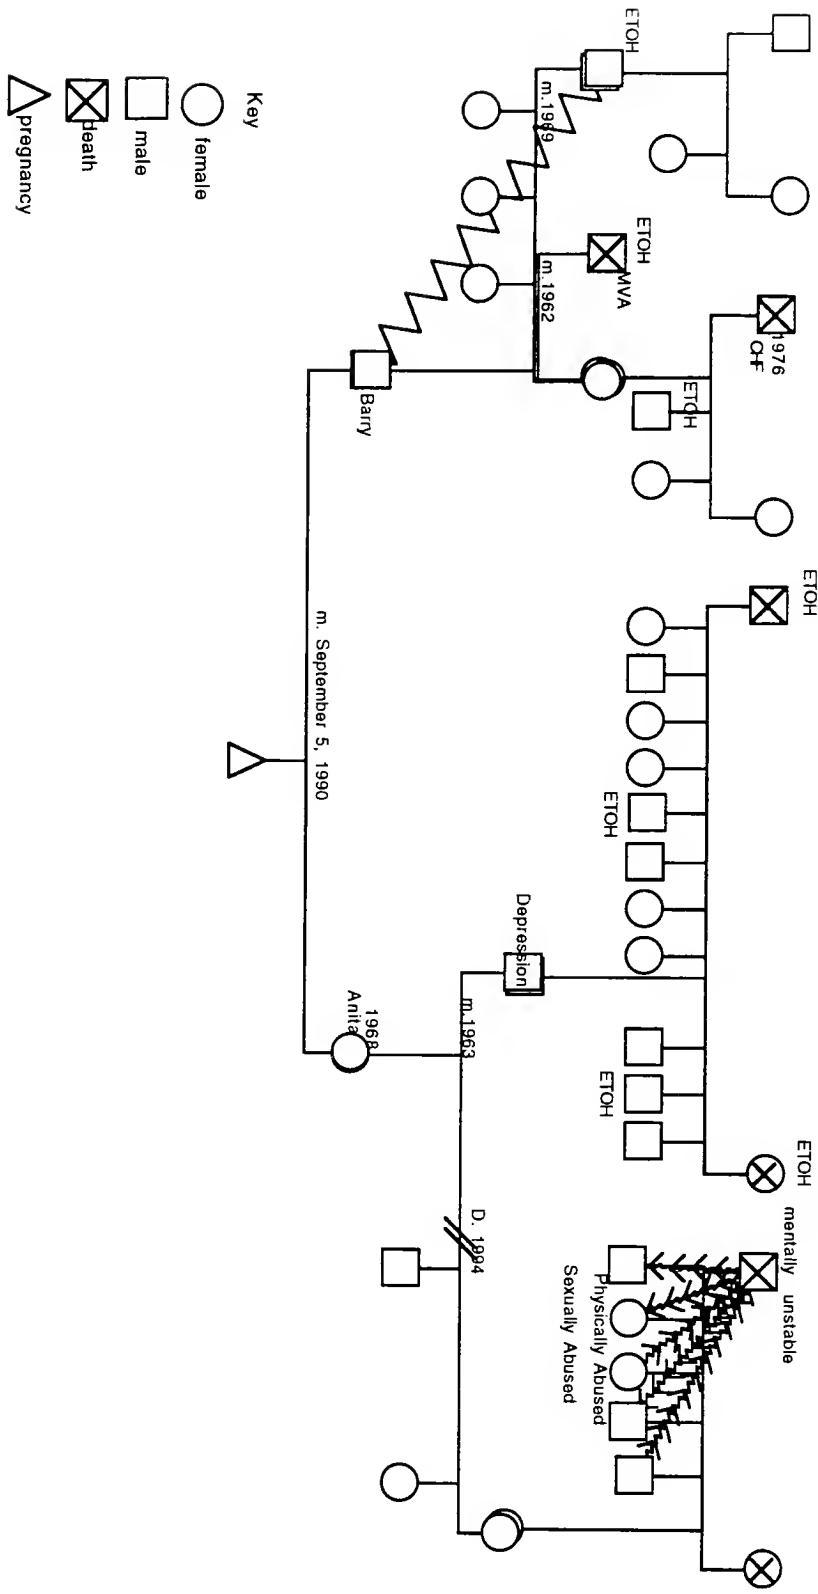 ETOH
mentally unstable
ETOH
1976
CHF
ETOH
MVA
ETOH
ETOH
ETOH
ETOH
Physically Abused
Sexually Abused
m.1969
m.1962
Depression
m.1963
D. 1994
Barry
1968
Anita
m. September 5, 1990
Key
female
male
death
pregnancy